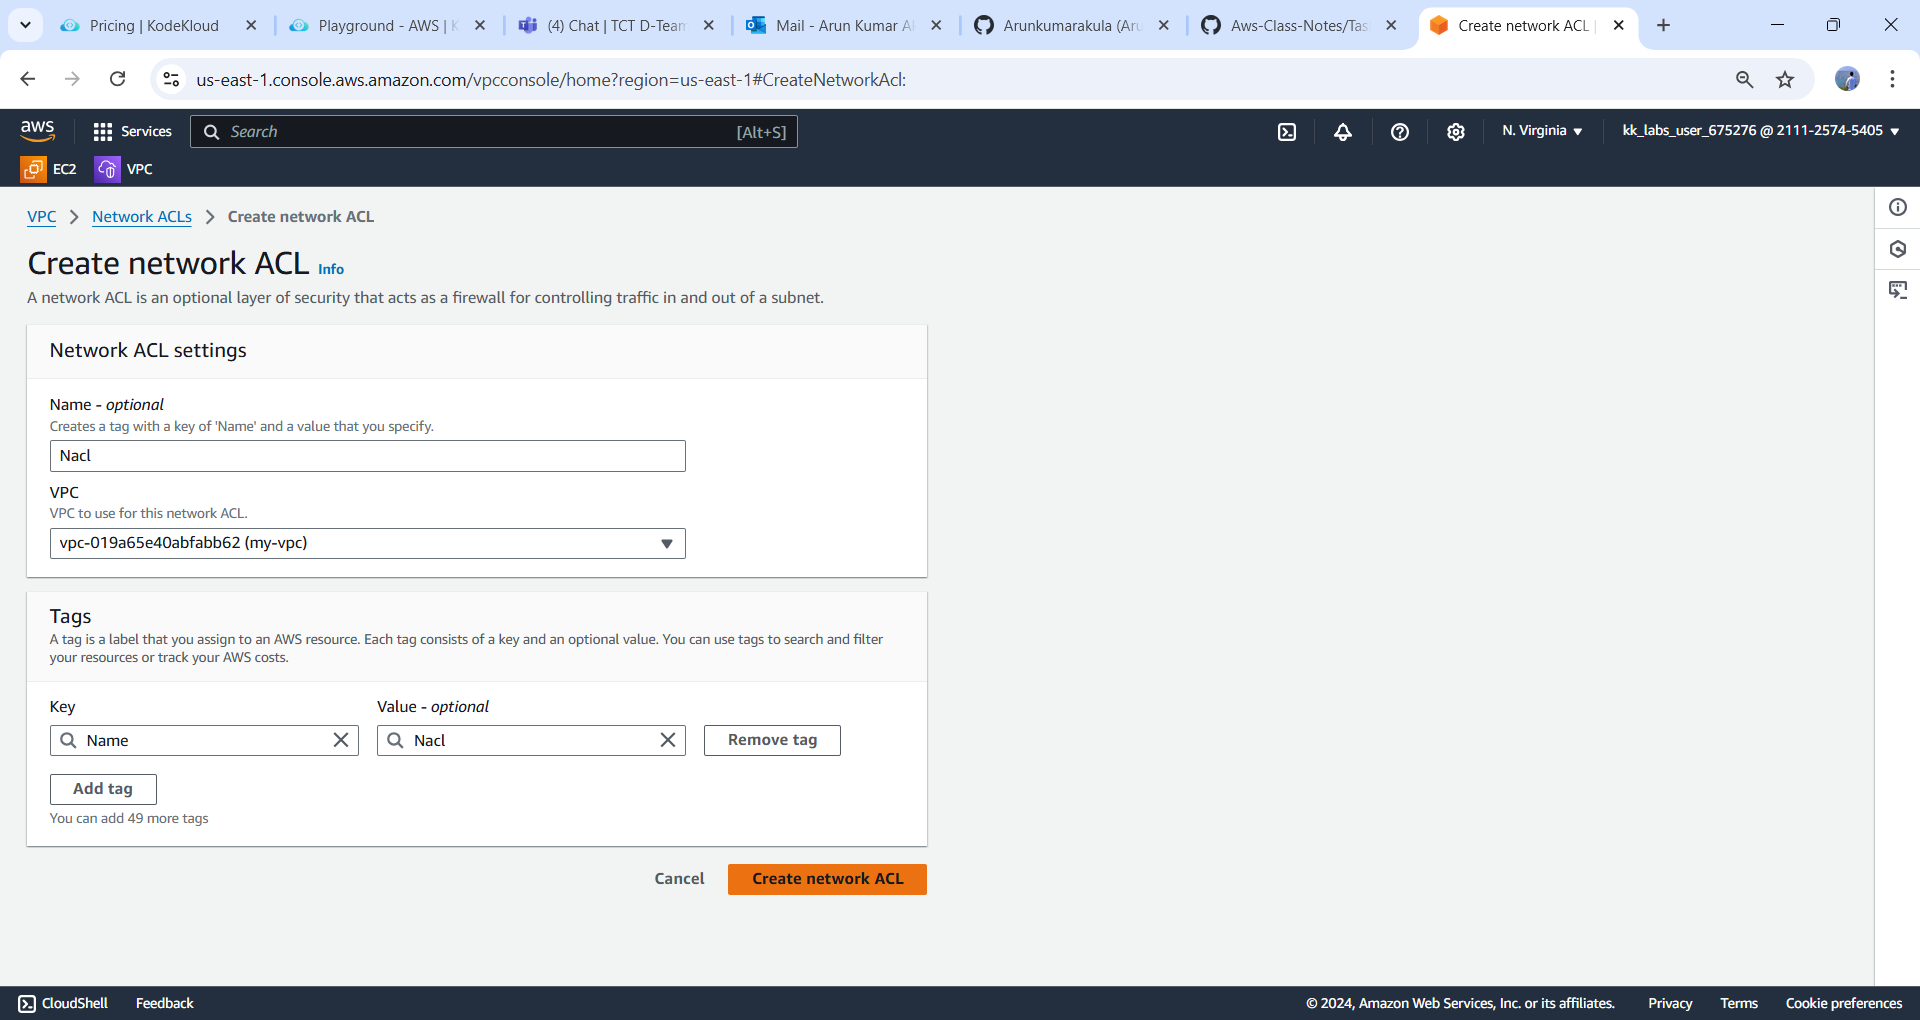 Pricing | KodeKloud
Playground - AWS | K
(4) Chat | TCT D-Team
Mail - Arun Kumar A
Arunkumarakula (Aru
Aws-Class-Notes/Tas
Create network ACL |
us-east-1.console.aws.amazon.com/vpcconsole/home?region=us-east-1#CreateNetworkAcl:
aws
Services
Search
[Alt+S]
N. Virginia
kk_labs_user_675276 @ 2111-2574-5405
EC2
VPC
VPC
Network ACLs
Create network ACL
Create network ACL Info
A network ACL is an optional layer of security that acts as a firewall for controlling traffic in and out of a subnet.
Network ACL settings
Name - optional
Creates a tag with a key of 'Name' and a value that you specify.
Nacl
VPC
VPC to use for this network ACL.
vpc-019a65e40abfabb62 (my-vpc)
Tags
A tag is a label that you assign to an AWS resource. Each tag consists of a key and an optional value. You can use tags to search and filter
your resources or track your AWS costs.
Key
Value - optional
Name
Nacl
Remove tag
Add tag
You can add 49 more tags
Cancel
Create network ACL
CloudShell
Feedback
© 2024, Amazon Web Services, Inc. or its affiliates.
Privacy
Terms
Cookie preferences